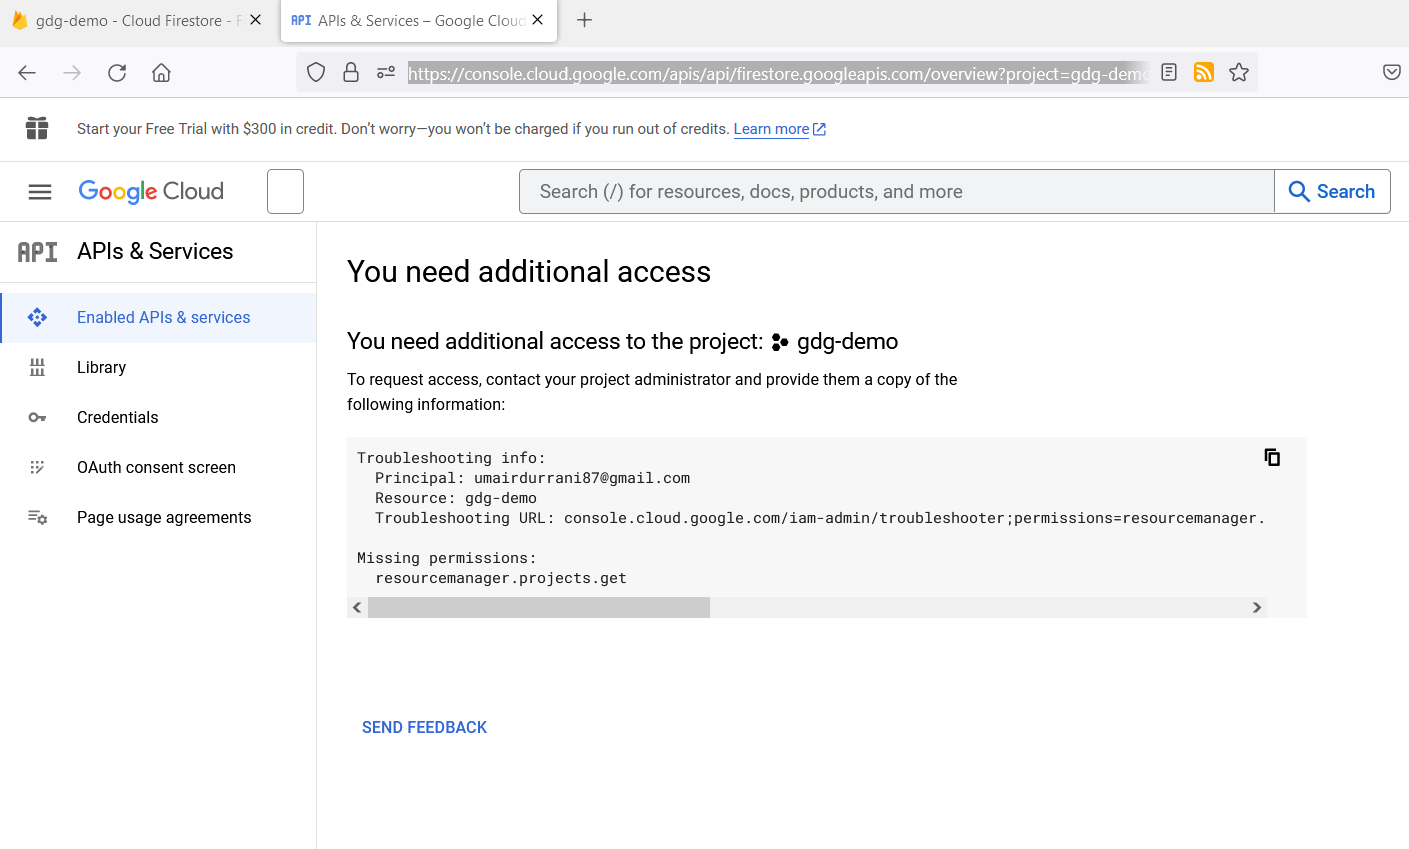 gdg-demo - Cloud Firestore - F
API APIs & Services – Google Cloud
https://console.cloud.google.com/apis/api/firestore.googleapis.com/overview?project=gdg-demo
Start your Free Trial with $300 in credit. Don’t worry—you won’t be charged if you run out of credits. Learn more
Google Cloud
Search (/) for resources, docs, products, and more
Search
API APIs & Services
Enabled APIs & services
Library
Credentials
OAuth consent screen
Page usage agreements
You need additional access
You need additional access to the project: gdg-demo
To request access, contact your project administrator and provide them a copy of the
following information:
Troubleshooting info:
Principal: umairdurrani87@gmail.com
Resource: gdg-demo
Troubleshooting URL: console.cloud.google.com/iam-admin/troubleshooter;permissions=resourcemanager.
Missing permissions:
resourcemanager.projects.get
SEND FEEDBACK